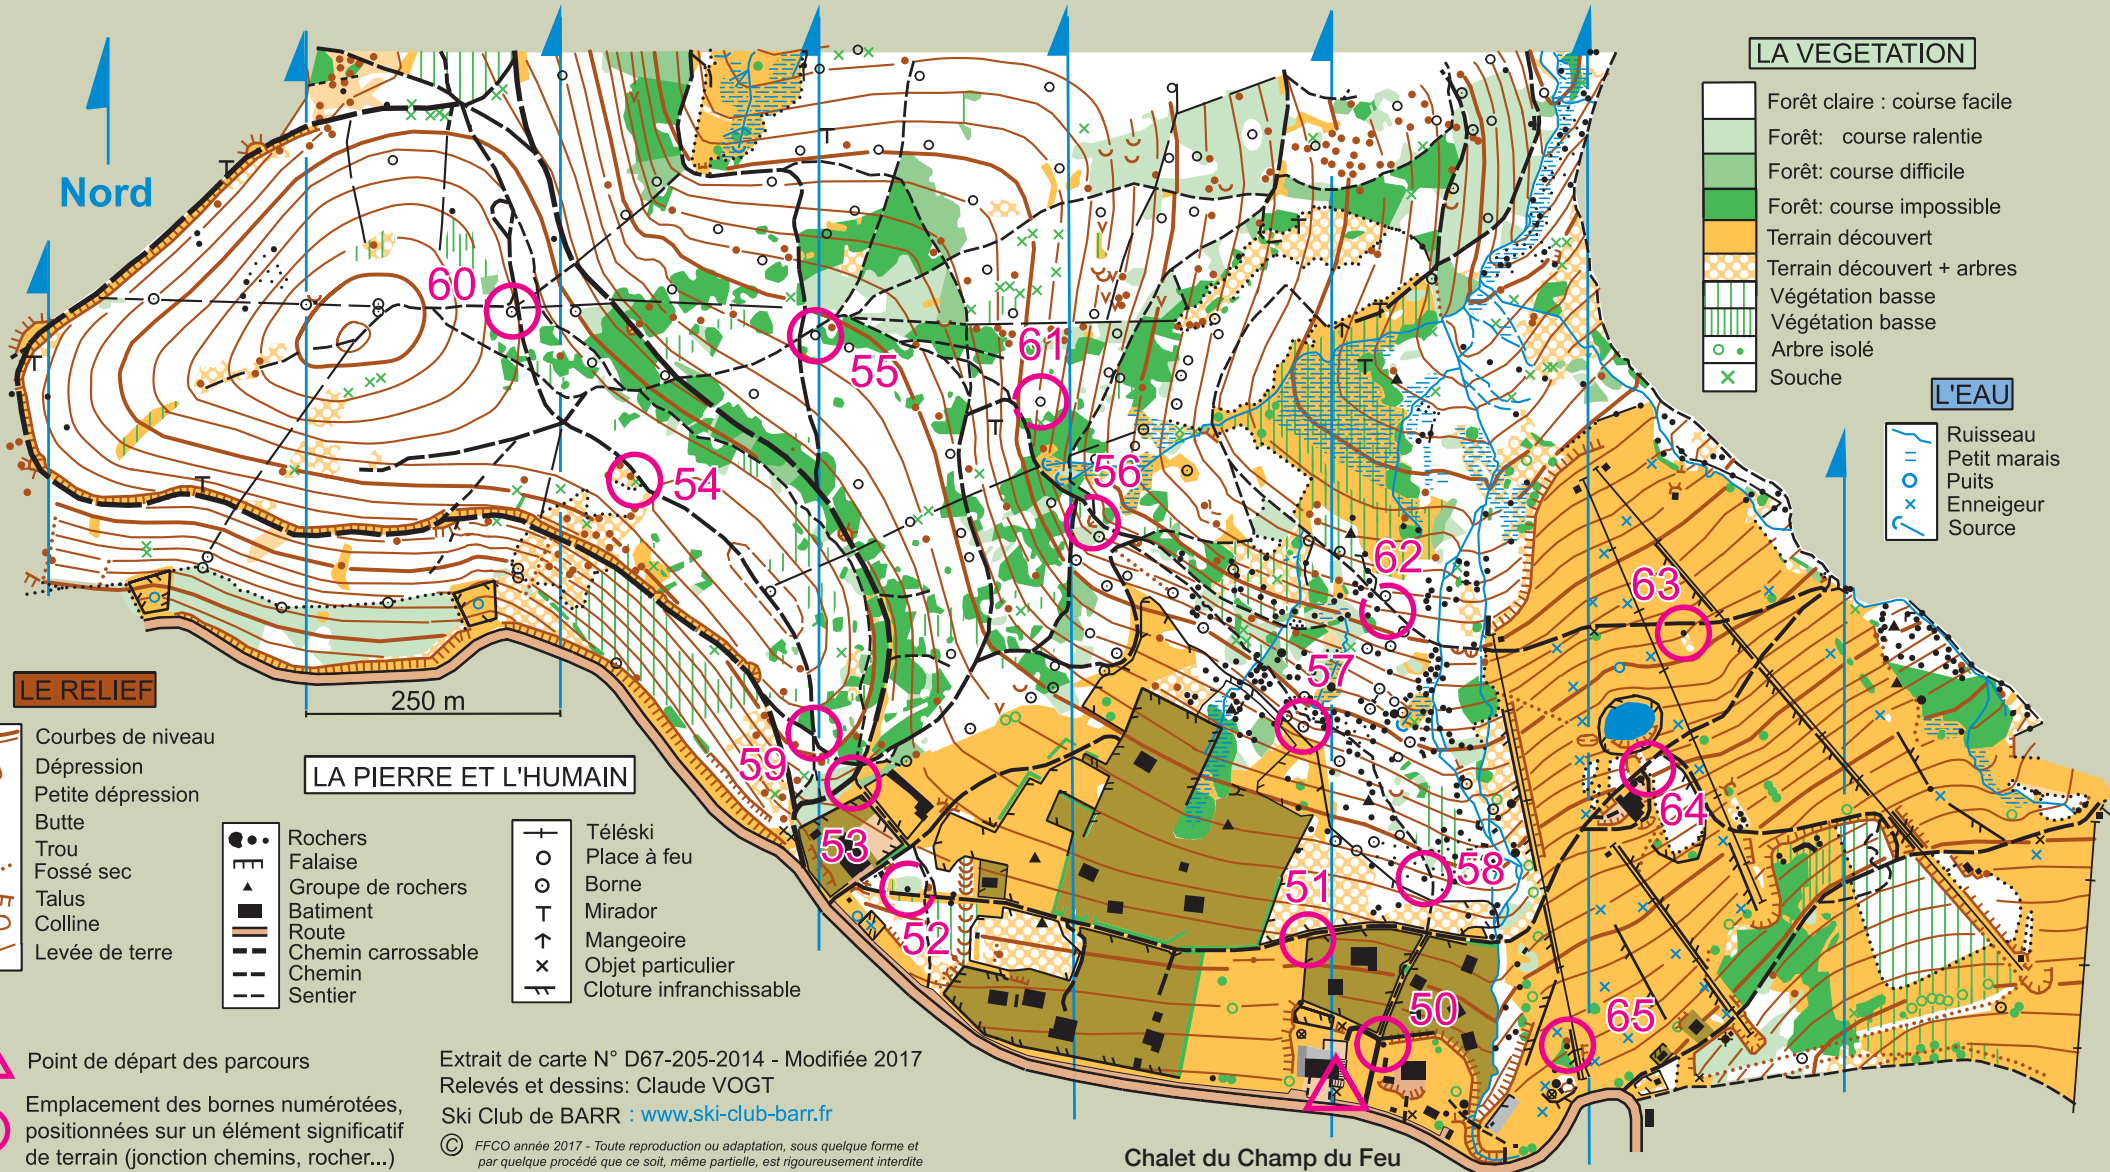 Nord
60
55
61
54
56
62
63
57
59
53
52
51
58
64
50
65
LA VEGETATION
Forêt claire : course facile
Forêt: course ralentie
Forêt: course difficile
Forêt: course impossible
Terrain découvert
Terrain découvert + arbres
Végétation basse
Végétation basse
Arbre isolé
Souche
L'EAU
Ruisseau
Petit marais
Puits
Enneigeur
Source
LE RELIEF
Courbes de niveau
Dépression
Petite dépression
Butte
Trou
Fossé sec
Talus
Colline
Levée de terre
250 m
LA PIERRE ET L'HUMAIN
Rochers
Falaise
Groupe de rochers
Batiment
Route
Chemin carrossable
Chemin
Sentier
Téléski
Place à feu
Borne
Mirador
Mangeoire
Objet particulier
Cloture infranchissable
Point de départ des parcours
Emplacement des bornes numérotées,
positionnées sur un élément significatif
de terrain (jonction chemins, rocher...)
Extrait de carte N° D67-205-2014 - Modifiée 2017
Relevés et dessins: Claude VOGT
Ski Club de BARR : www.ski-club-barr.fr
© FFCO année 2017 - Toute reproduction ou adaptation, sous quelque forme et
par quelque procédé que ce soit, même partielle, est rigoureusement interdite
Chalet du Champ du Feu